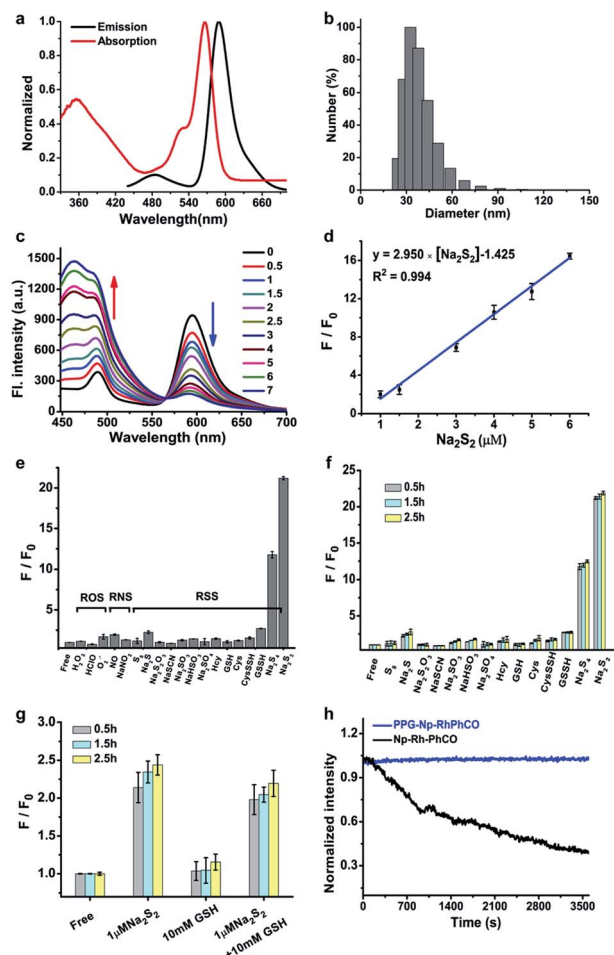 a
Emission
Absorption
Normalized
1.0
0.8
0.6
0.4
0.2
0.0
360 440 520 600 680
Wavelength(nm)
b
Number (%)
100
80
60
40
20
0
0 30 60 90 120 150
Diameter (nm)
c
Fl. intensity (a.u.)
1500
1200
900
600
300
0
450 500 550 600 650 700
Wavelength (nm)
0
0.5
1
1.5
2
2.5
3
4
5
6
7
d
y = 2.950 × [Na₂S₂]-1.425
R² = 0.994
F / F₀
16
12
8
4
0
1 2 3 4 5 6
Na₂S₂ (μM)
e
F / F₀
20
15
10
5
ROS RNS RSS
Free
H₂O₂
HClO
O₂⁻
NO
NaNO₂
S₈
Na₂S
Na₂S₂O₃
NaSCN
Na₂SO₃
NaHSO₃
Na₂SO₄
Hcy
GSH
Cys
CysSSH
GSSH
Na₂S₄
Na₂S₂
f
0.5h
1.5h
2.5h
F / F₀
25
20
15
10
5
Free
S₈
Na₂S
Na₂S₂O₃
NaSCN
Na₂SO₃
NaHSO₃
Na₂SO₄
Hcy
GSH
Cys
CysSSH
GSSH
Na₂S₄
Na₂S₂
g
0.5h
1.5h
2.5h
F / F₀
3.0
2.5
2.0
1.5
1.0
Free
1μMNa₂S₂
10mM GSH
1μMNa₂S₂
+10mM GSH
h
PPG-Np-RhPhCO
Np-Rh-PhCO
Normalized intensity
1.2
0.9
0.6
0.3
0 700 1400 2100 2800 3500
Time (s)